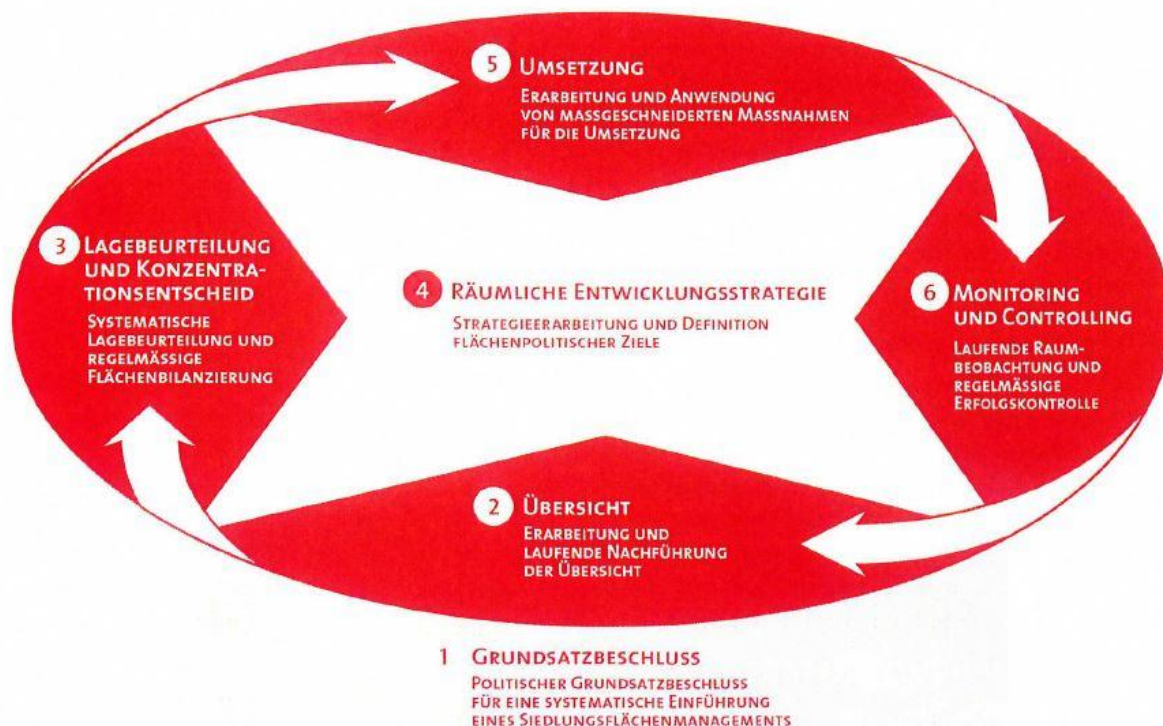 5 UMSETZUNG
ERARBEITUNG UND ANWENDUNG
VON MASSGESCHNEIDERTEN MASSNAHMEN
FÜR DIE UMSETZUNG
3 LAGEBEURTEILUNG
UND KONZENTRA-
TIONSENTSCHEID
SYSTEMATISCHE
LAGEBEURTEILUNG UND
REGELMÄSSIGE
FLÄCHENBILANZIERUNG
4 RÄUMLICHE ENTWICKLUNGSSTRATEGIE
STRATEGIEERARBEITUNG UND DEFINITION
FLÄCHENPOLITISCHER ZIELE
6 MONITORING
UND CONTROLLING
LAUFENDE RAUM-
BEOBACHTUNG UND
REGELMÄSSIGE
ERFOLGSKONTROLLE
2 ÜBERSICHT
ERARBEITUNG UND
LAUFENDE NACHFÜHRUNG
DER ÜBERSICHT
1 GRUNDSATZBESCHLUSS
POLITISCHER GRUNDSATZBESCHLUSS
FÜR EINE SYSTEMATISCHE EINFÜHRUNG
EINES SIEDLUNGSFLÄCHENMANAGEMENTS